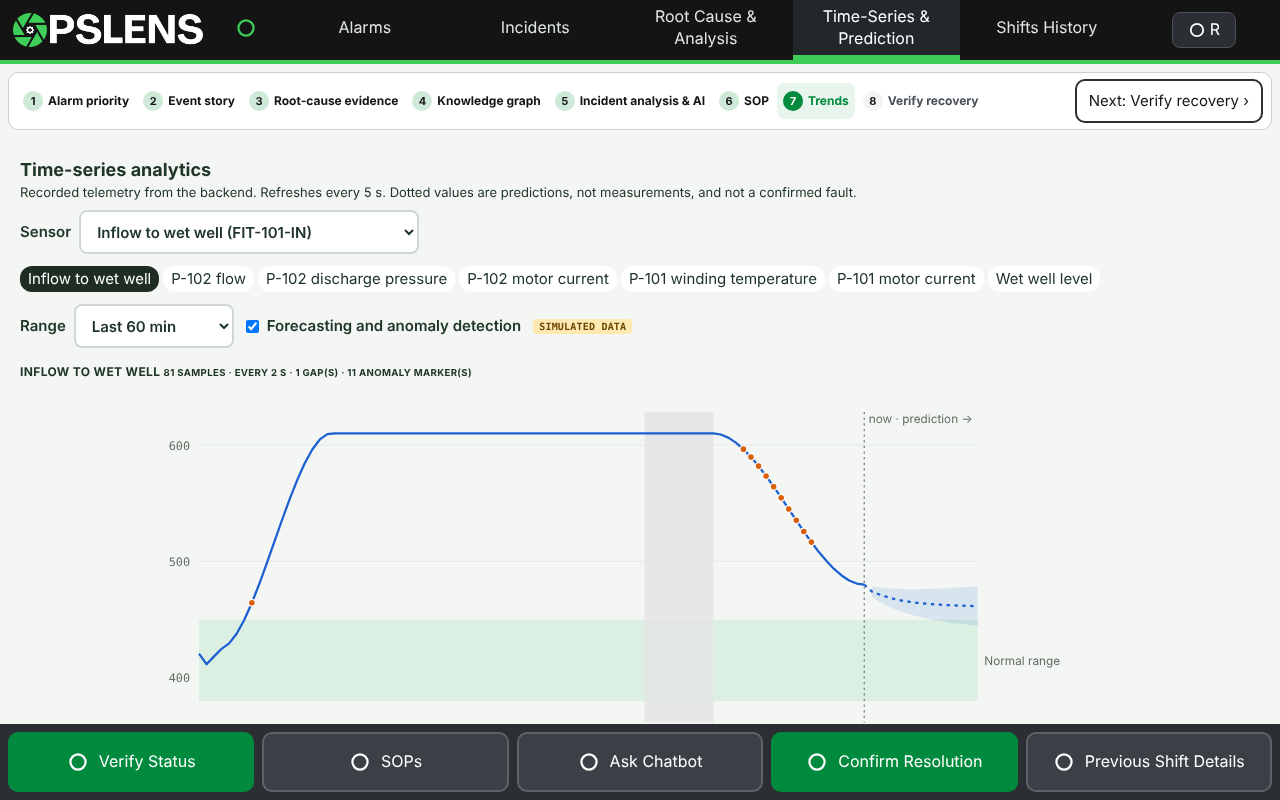 PSLENS
Alarms
Incidents
Root Cause &
Analysis
Time-Series &
Prediction
Shifts History
R
1 Alarm priority
2 Event story
3 Root-cause evidence
4 Knowledge graph
5 Incident analysis & AI
6 SOP
7 Trends
8 Verify recovery
Next: Verify recovery ›
Time-series analytics
Recorded telemetry from the backend. Refreshes every 5 s. Dotted values are predictions, not measurements, and not a confirmed fault.
Sensor Inflow to wet well (FIT-101-IN)
Inflow to wet well
P-102 flow
P-102 discharge pressure
P-102 motor current
P-101 winding temperature
P-101 motor current
Wet well level
Range Last 60 min
Forecasting and anomaly detection
SIMULATED DATA
INFLOW TO WET WELL 81 SAMPLES · EVERY 2 S · 1 GAP(S) · 11 ANOMALY MARKER(S)
now · prediction →
600
500
400
Normal range
Verify Status
SOPs
Ask Chatbot
Confirm Resolution
Previous Shift Details